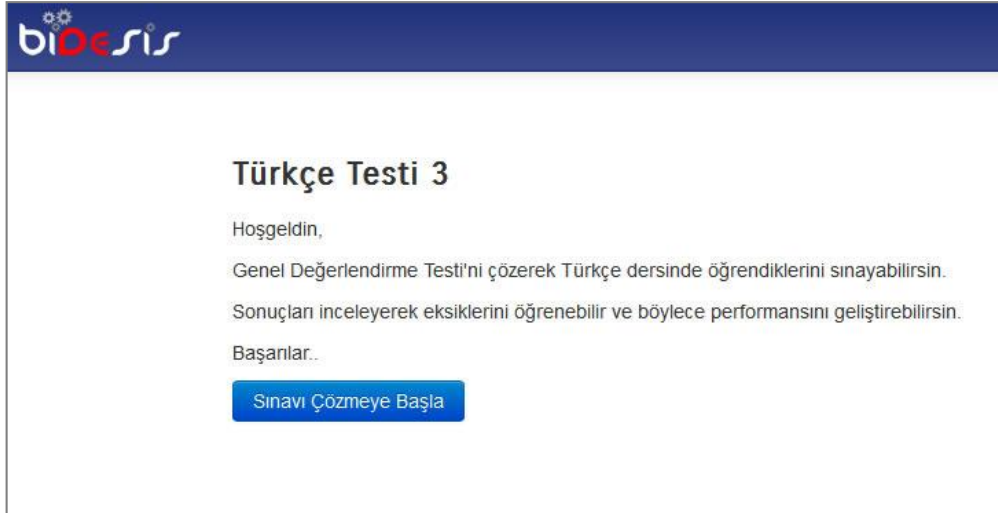 biDesis
Türkçe Testi 3
Hoşgeldin,
Genel Değerlendirme Testi'ni çözerek Türkçe dersinde öğrendiklerini sınayabilirsin.
Sonuçları inceleyerek eksiklerini öğrenebilir ve böylece performansını geliştirebilirsin.
Başarılar..
Sınavı Çözmeye Başla